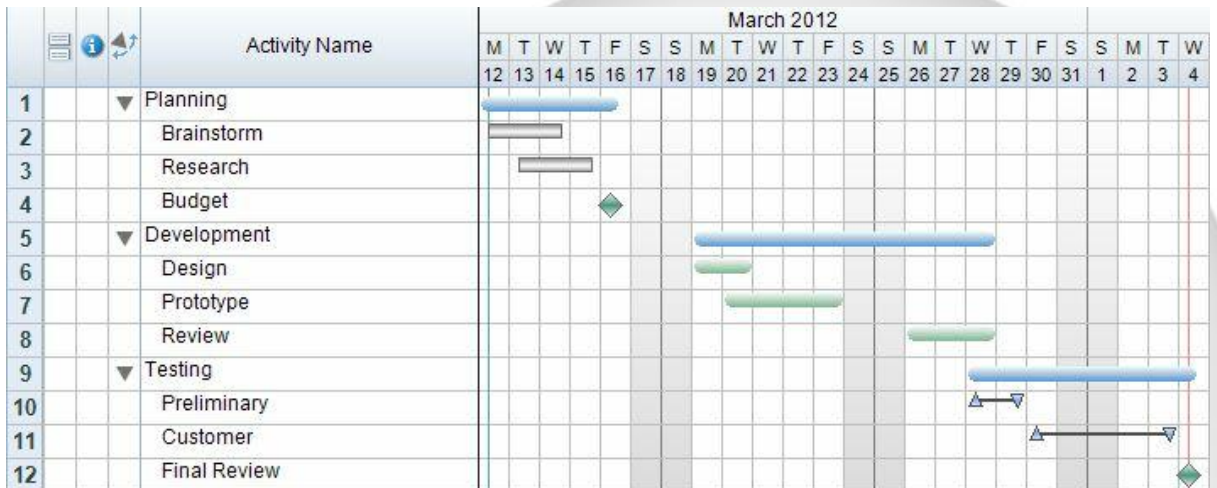 March 2012
Activity Name
M T W T F S S M T W T F S S M T W T F S S M T W
12 13 14 15 16 17 18 19 20 21 22 23 24 25 26 27 28 29 30 31 1 2 3 4
1 Planning
2 Brainstorm
3 Research
4 Budget
5 Development
6 Design
7 Prototype
8 Review
9 Testing
10 Preliminary
11 Customer
12 Final Review